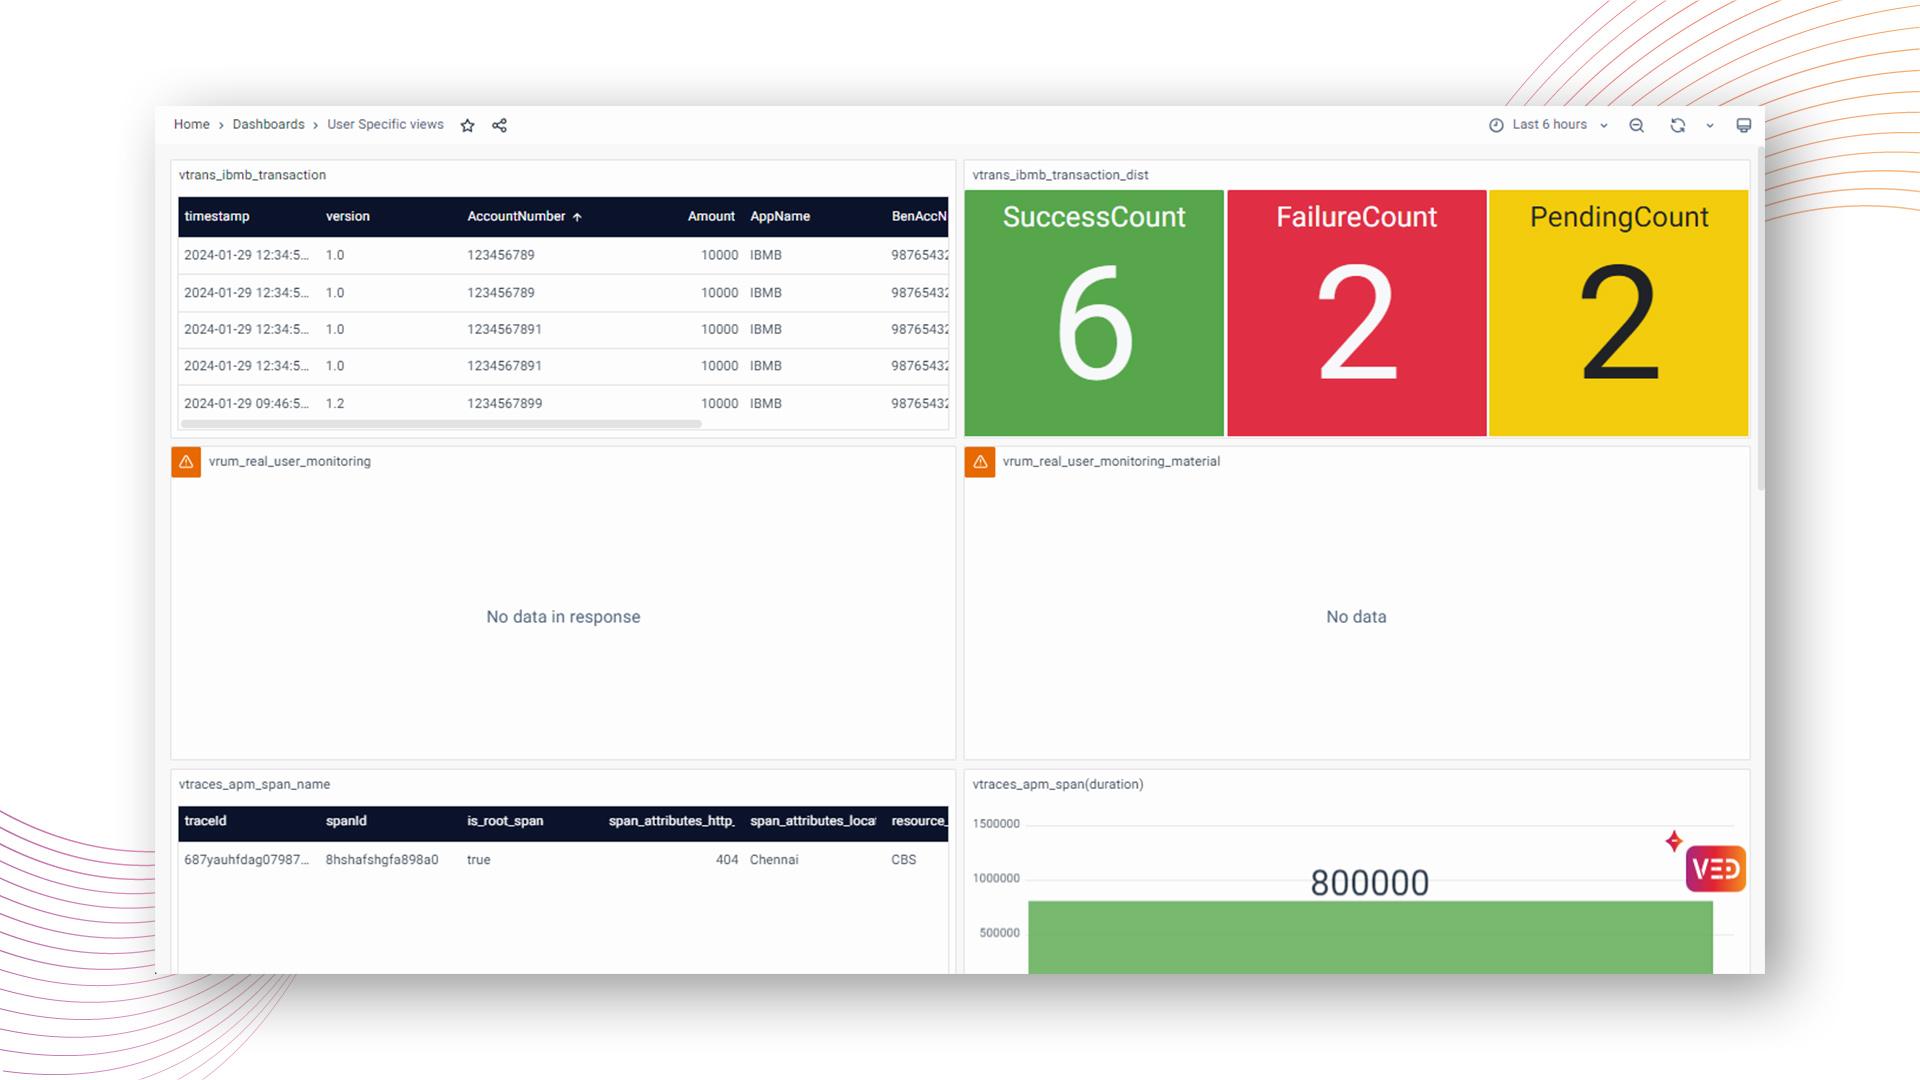 Home › Dashboards › User Specific views
Last 6 hours
vtrans_ibmb_transaction
timestamp version AccountNumber Amount AppName BenAccN
2024-01-29 12:34:5... 1.0 123456789 10000 IBMB 98765432
2024-01-29 12:34:5... 1.0 123456789 10000 IBMB 98765432
2024-01-29 12:34:5... 1.0 1234567891 10000 IBMB 98765432
2024-01-29 12:34:5... 1.0 1234567891 10000 IBMB 98765432
2024-01-29 09:46:5... 1.2 1234567899 10000 IBMB 98765432
vtrans_ibmb_transaction_dist
SuccessCount
6
FailureCount
2
PendingCount
2
vrum_real_user_monitoring
No data in response
vrum_real_user_monitoring_material
No data
vtraces_apm_span_name
traceId spanId is_root_span span_attributes_http_ span_attributes_locat resource_
687yauhfdag07987... 8hshafshgfa898a0 true 404 Chennai CBS
vtraces_apm_span(duration)
1500000
1000000
500000
800000
VED